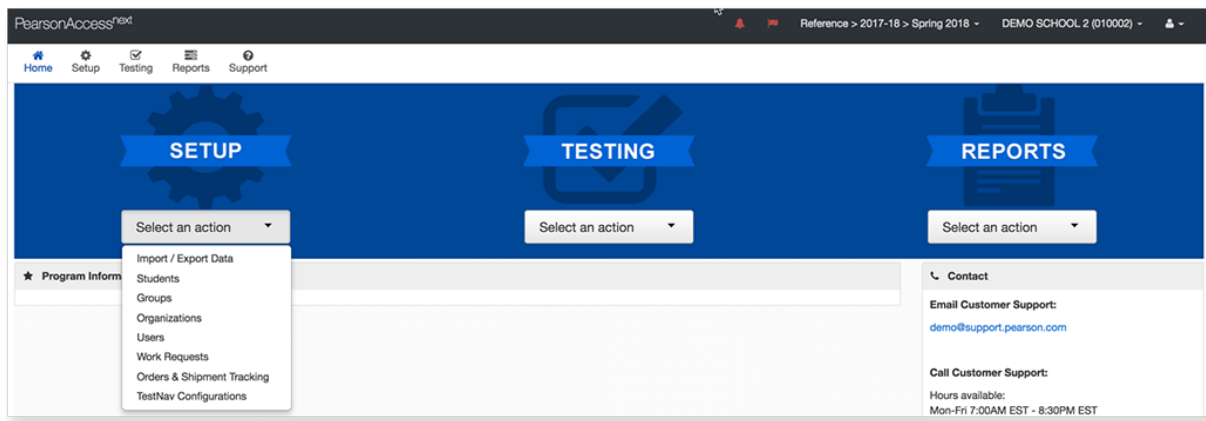 PearsonAccessnext
Reference > 2017-18 > Spring 2018
DEMO SCHOOL 2 (010002)
Home
Setup
Testing
Reports
Support
SETUP
TESTING
REPORTS
Select an action
Select an action
Select an action
Import / Export Data
Students
Groups
Organizations
Users
Work Requests
Orders & Shipment Tracking
TestNav Configurations
Program Inform
Contact
Email Customer Support:
demo@support.pearson.com
Call Customer Support:
Hours available:
Mon-Fri 7:00AM EST - 8:30PM EST